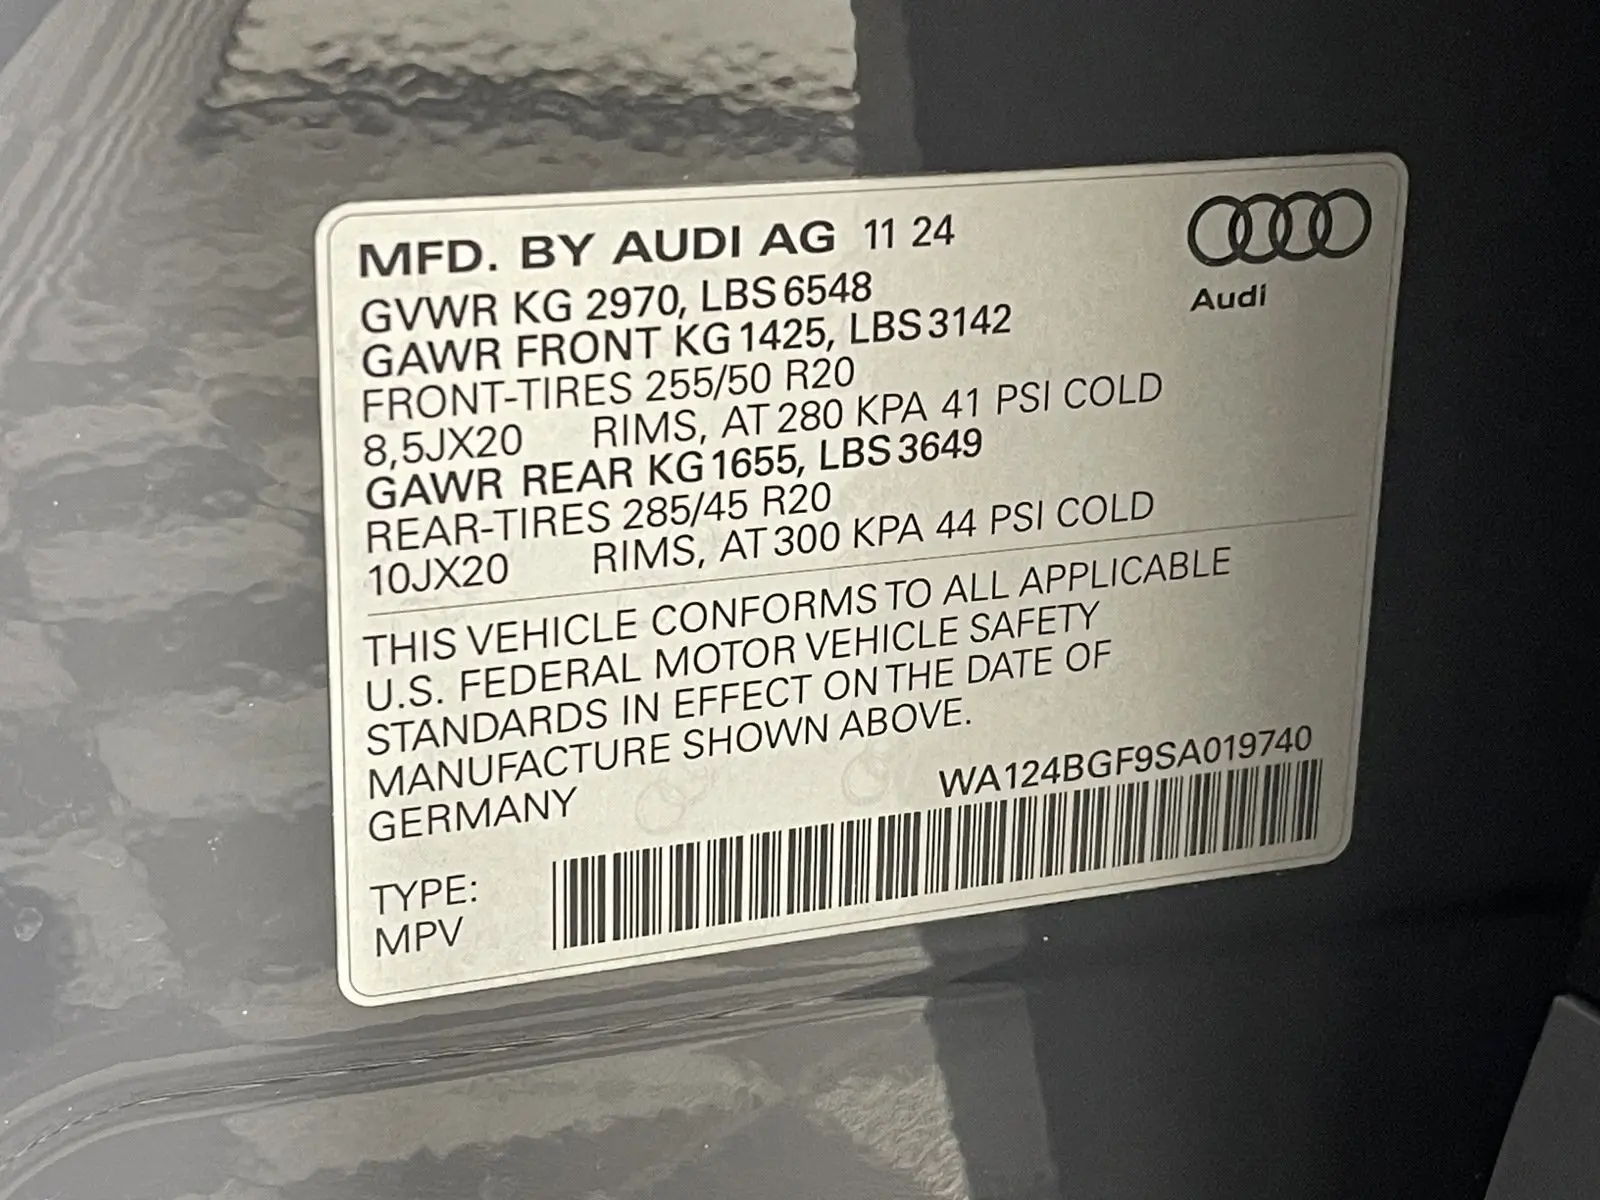 MFD. BY AUDI AG 11 24
Audi
GVWR KG 2970, LBS 6548
GAWR FRONT KG 1425, LBS 3142
FRONT-TIRES 255/50 R20
8,5JX20 RIMS, AT 280 KPA 41 PSI COLD
GAWR REAR KG 1655, LBS 3649
REAR-TIRES 285/45 R20
10JX20 RIMS, AT 300 KPA 44 PSI COLD
THIS VEHICLE CONFORMS TO ALL APPLICABLE
U.S. FEDERAL MOTOR VEHICLE SAFETY
STANDARDS IN EFFECT ON THE DATE OF
MANUFACTURE SHOWN ABOVE.
GERMANY
WA124BGF9SA019740
TYPE:
MPV